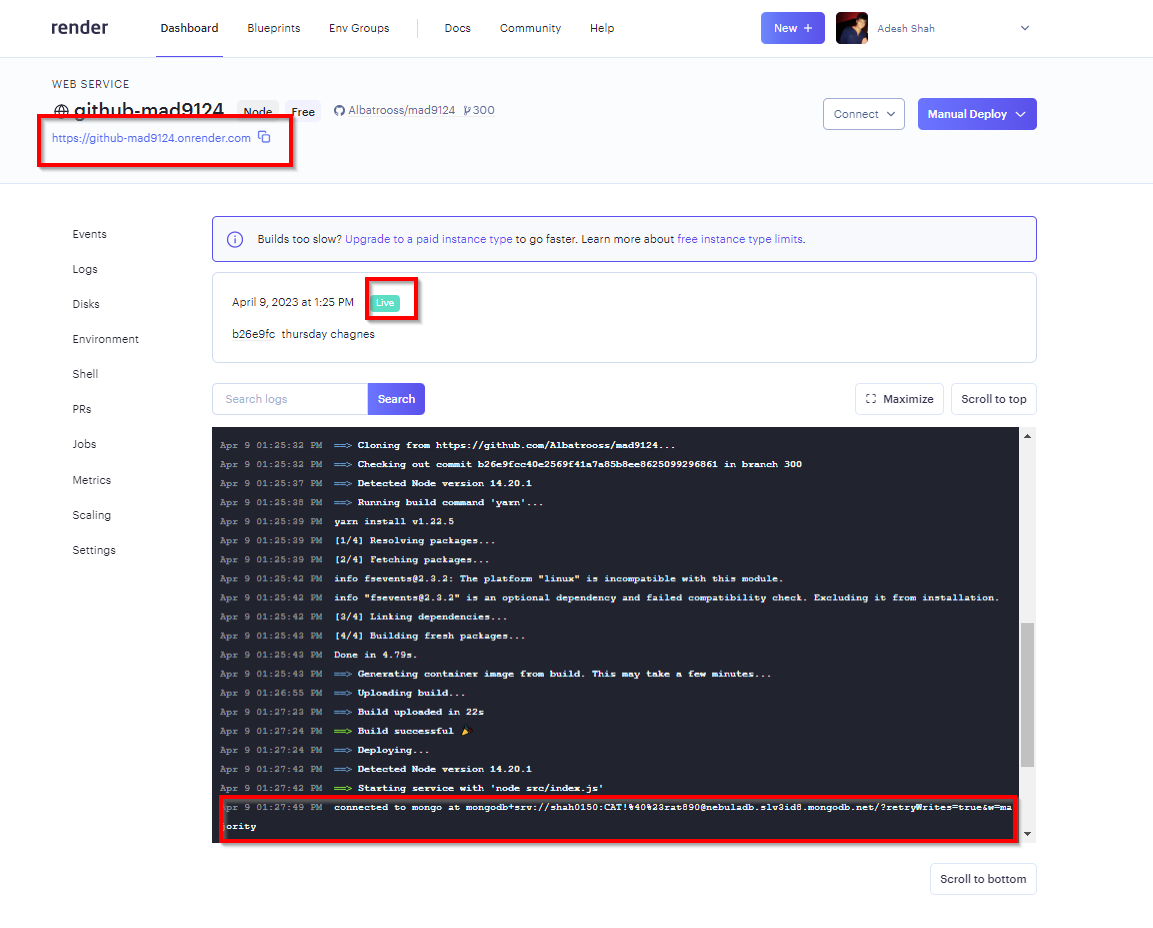 render Dashboard Blueprints Env Groups Docs Community Help New + Adesh Shah
WEB SERVICE
github-mad9124 Node Free Albatrooss/mad9124 300
https://github-mad9124.onrender.com
Connect Manual Deploy
Events
Logs
Disks
Environment
Shell
PRs
Jobs
Metrics
Scaling
Settings
Builds too slow? Upgrade to a paid instance type to go faster. Learn more about free instance type limits.
April 9, 2023 at 1:25 PM Live
b26e9fc thursday chagnes
Search logs Search Maximize Scroll to top
Apr 9 01:25:32 PM ==> Cloning from https://github.com/Albatrooss/mad9124...
Apr 9 01:25:32 PM ==> Checking out commit b26e9fcc40e2569f41a7a85b8ee8625099296861 in branch 300
Apr 9 01:25:37 PM ==> Detected Node version 14.20.1
Apr 9 01:25:38 PM ==> Running build command 'yarn'...
Apr 9 01:25:39 PM yarn install v1.22.5
Apr 9 01:25:39 PM [1/4] Resolving packages...
Apr 9 01:25:39 PM [2/4] Fetching packages...
Apr 9 01:25:42 PM info fsevents@2.3.2: The platform "linux" is incompatible with this module.
Apr 9 01:25:42 PM info "fsevents@2.3.2" is an optional dependency and failed compatibility check. Excluding it from installation.
Apr 9 01:25:42 PM [3/4] Linking dependencies...
Apr 9 01:25:43 PM [4/4] Building fresh packages...
Apr 9 01:25:43 PM Done in 4.79s.
Apr 9 01:25:43 PM ==> Generating container image from build. This may take a few minutes...
Apr 9 01:26:55 PM ==> Uploading build...
Apr 9 01:27:23 PM ==> Build uploaded in 22s
Apr 9 01:27:24 PM ==> Build successful 🎉
Apr 9 01:27:24 PM ==> Deploying...
Apr 9 01:27:42 PM ==> Detected Node version 14.20.1
Apr 9 01:27:42 PM ==> Starting service with 'node src/index.js'
pr 9 01:27:49 PM connected to mongo at mongodb+srv://shah0150:CAT!%40%23rat890@nebuladb.slv3id8.mongodb.net/?retryWrites=true&w=ma
jority
Scroll to bottom